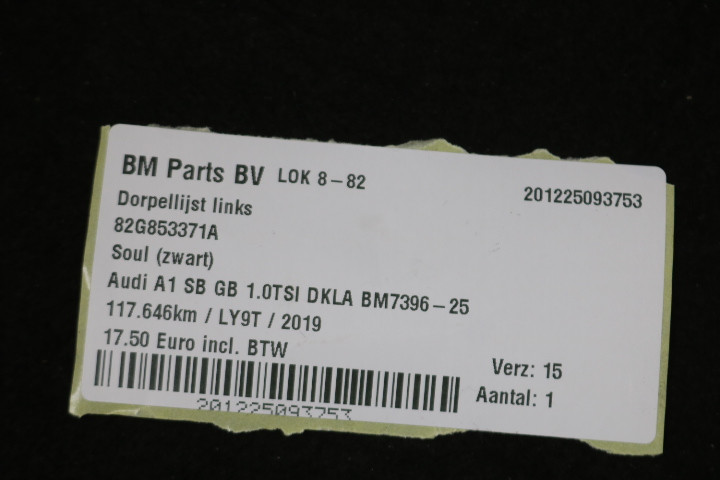 BM Parts BV LOK 8-82
201225093753
Dorpellijst links
82G853371A
Soul (zwart)
Audi A1 SB GB 1.0TSI DKLA BM7396-25
117.646km / LY9T / 2019
17.50 Euro incl. BTW
Verz: 15
Aantal: 1
201225093753